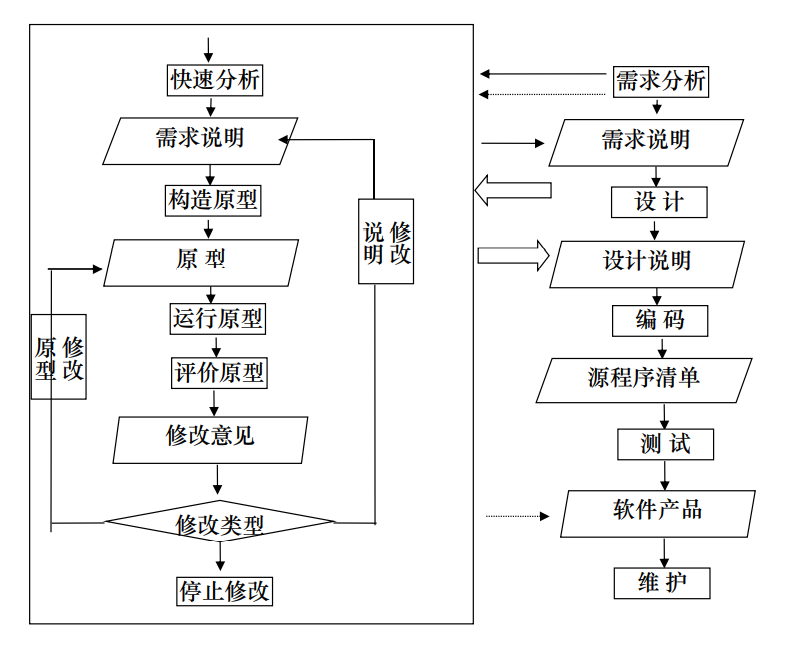 快速分析
需求说明
构造原型
原 型
运行原型
评价原型
修改意见
修改类型
停止修改
修改
原型
修改
说明
需求分析
需求说明
设 计
设计说明
编 码
源程序清单
测 试
软件产品
维 护